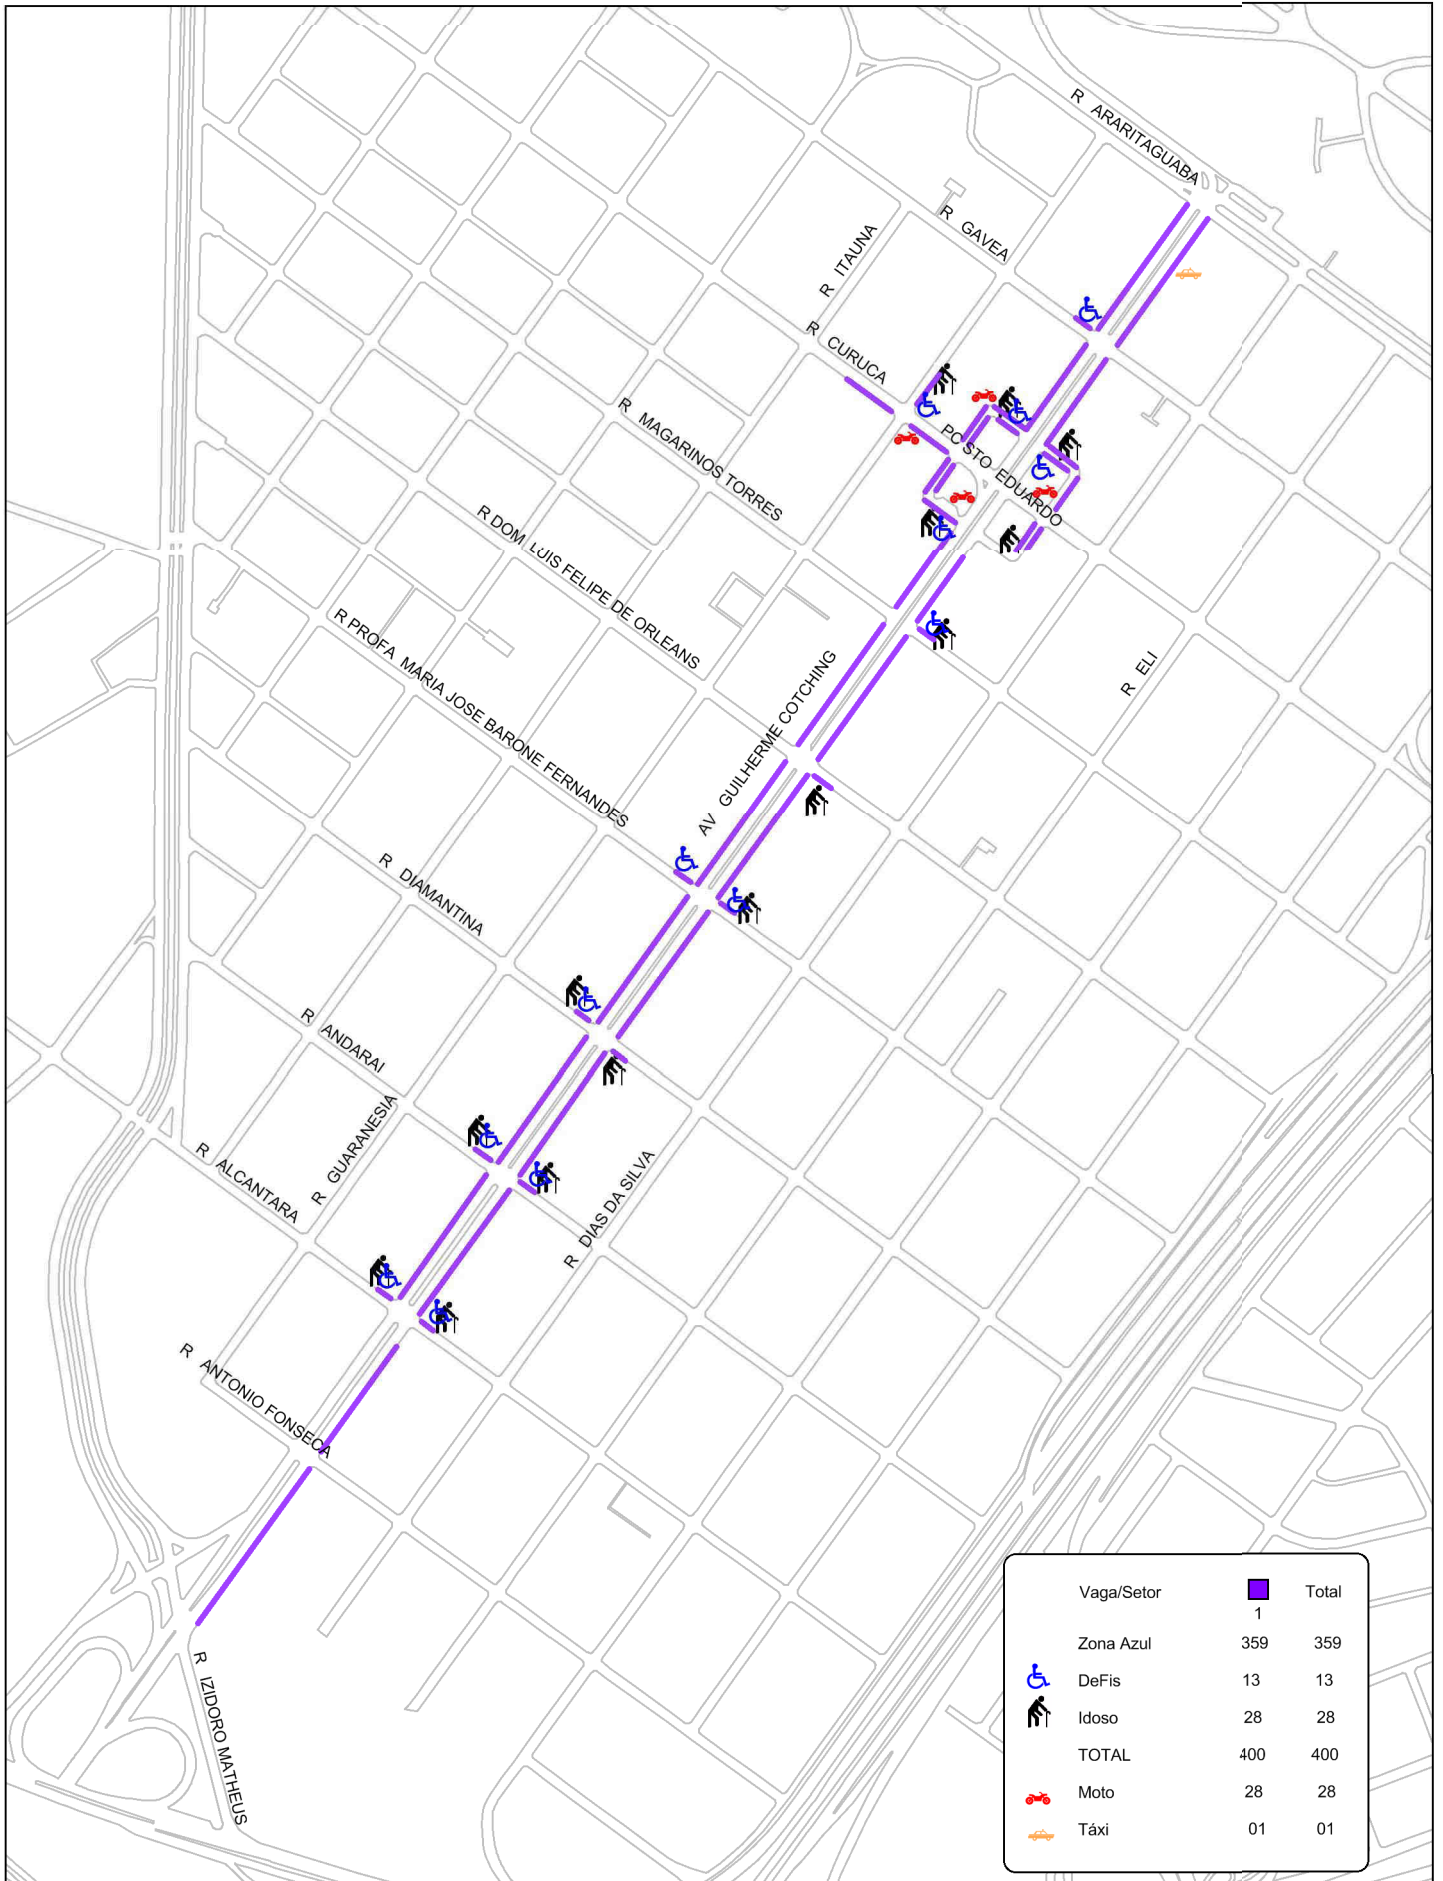 R ARARITAGUABA
R GAVEA
R ITAUNA
R CURUCA
R MAGARINOS TORRES
PC STO EDUARDO
R DOM LUIS FELIPE DE ORLEANS
R PROFA MARIA JOSE BARONE FERNANDES
AV GUILHERME COTCHING
R ELI
R DIAMANTINA
R ANDARAI
R GUARANESIA
R ALCANTARA
R DIAS DA SILVA
R ANTONIO FONSECA
R IZIDORO MATHEUS
Vaga/Setor Total
1
Zona Azul 359 359
DeFis 13 13
Idoso 28 28
TOTAL 400 400
Moto 28 28
Táxi 01 01